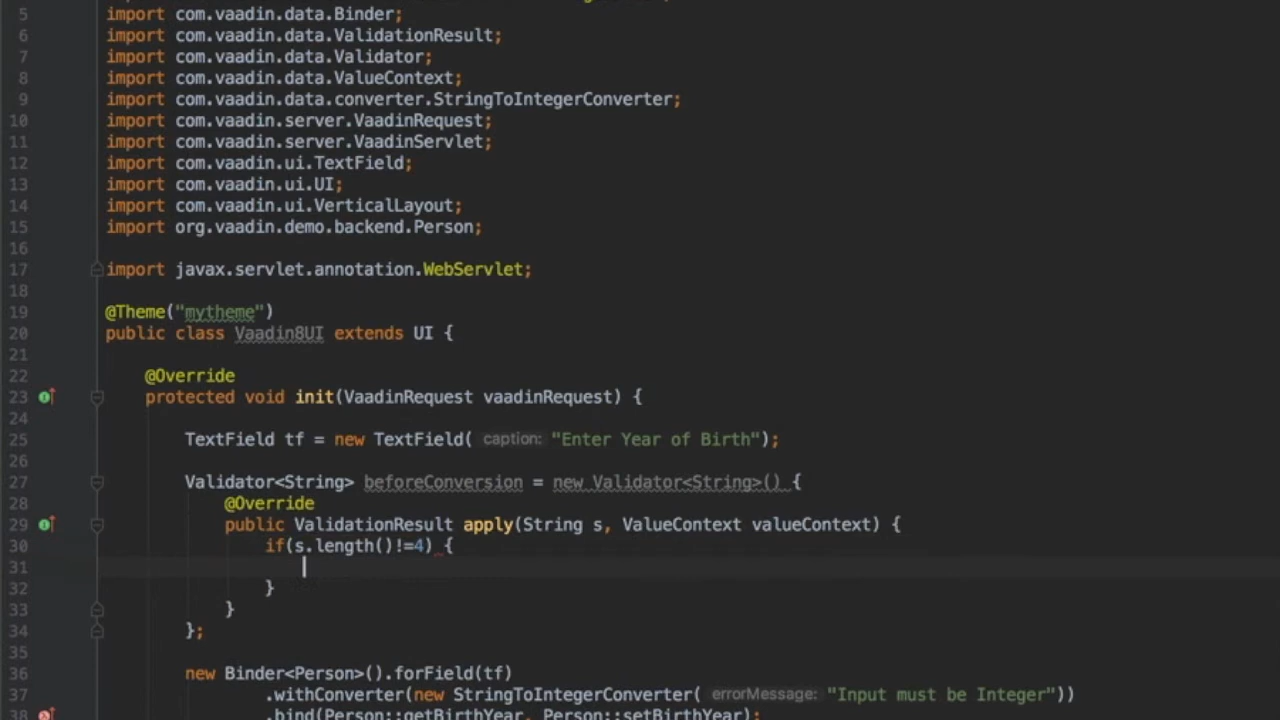 5 import com.vaadin.data.Binder;
6 import com.vaadin.data.ValidationResult;
7 import com.vaadin.data.Validator;
8 import com.vaadin.data.ValueContext;
9 import com.vaadin.data.converter.StringToIntegerConverter;
10 import com.vaadin.server.VaadinRequest;
11 import com.vaadin.server.VaadinServlet;
12 import com.vaadin.ui.TextField;
13 import com.vaadin.ui.UI;
14 import com.vaadin.ui.VerticalLayout;
15 import org.vaadin.demo.backend.Person;
16
17 import javax.servlet.annotation.WebServlet;
18
19 @Theme("mytheme")
20 public class Vaadin8UI extends UI {
21
22 @Override
23 protected void init(VaadinRequest vaadinRequest) {
24
25 TextField tf = new TextField( caption: "Enter Year of Birth");
26
27 Validator<String> beforeConversion = new Validator<String>() {
28 @Override
29 public ValidationResult apply(String s, ValueContext valueContext) {
30 if(s.length()!=4) {
31
32 }
33 }
34 };
35
36 new Binder<Person>().forField(tf)
37 .withConverter(new StringToIntegerConverter( errorMessage: "Input must be Integer"))
38 .bind(Person::getBirthYear, Person::setBirthYear);